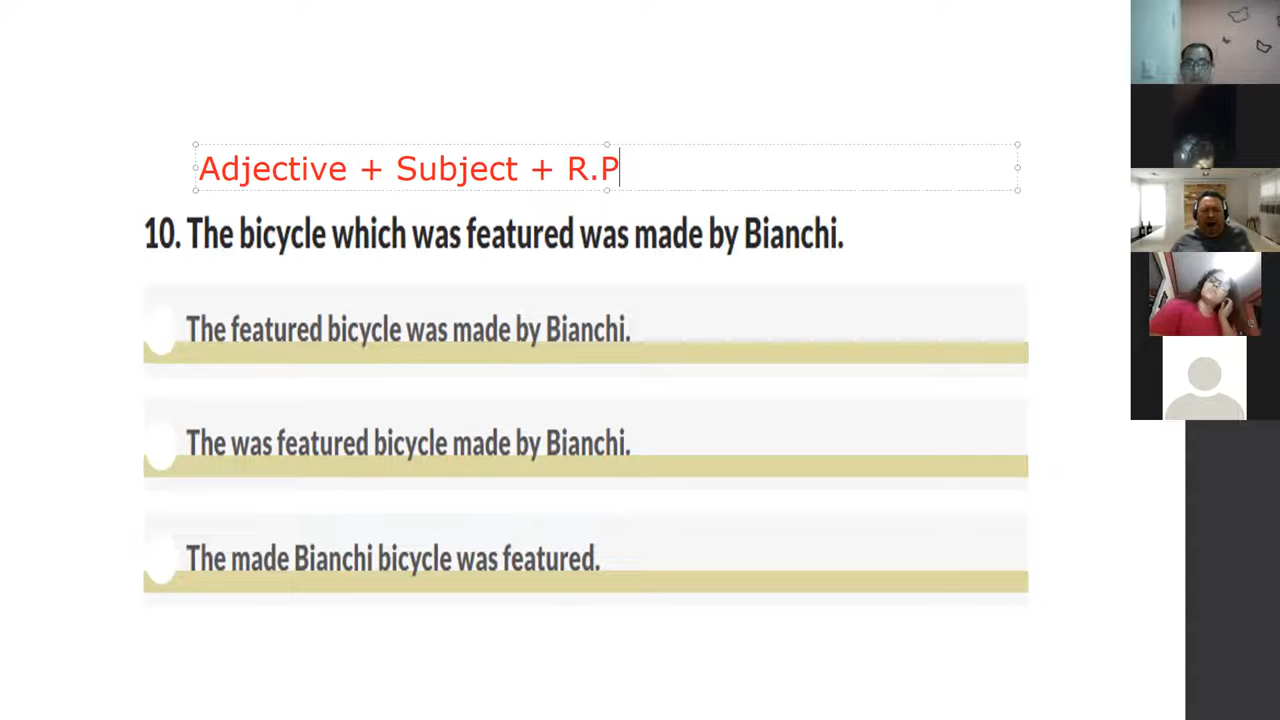 Adjective + Subject + R.P
10. The bicycle which was featured was made by Bianchi.
The featured bicycle was made by Bianchi.
The was featured bicycle made by Bianchi.
The made Bianchi bicycle was featured.